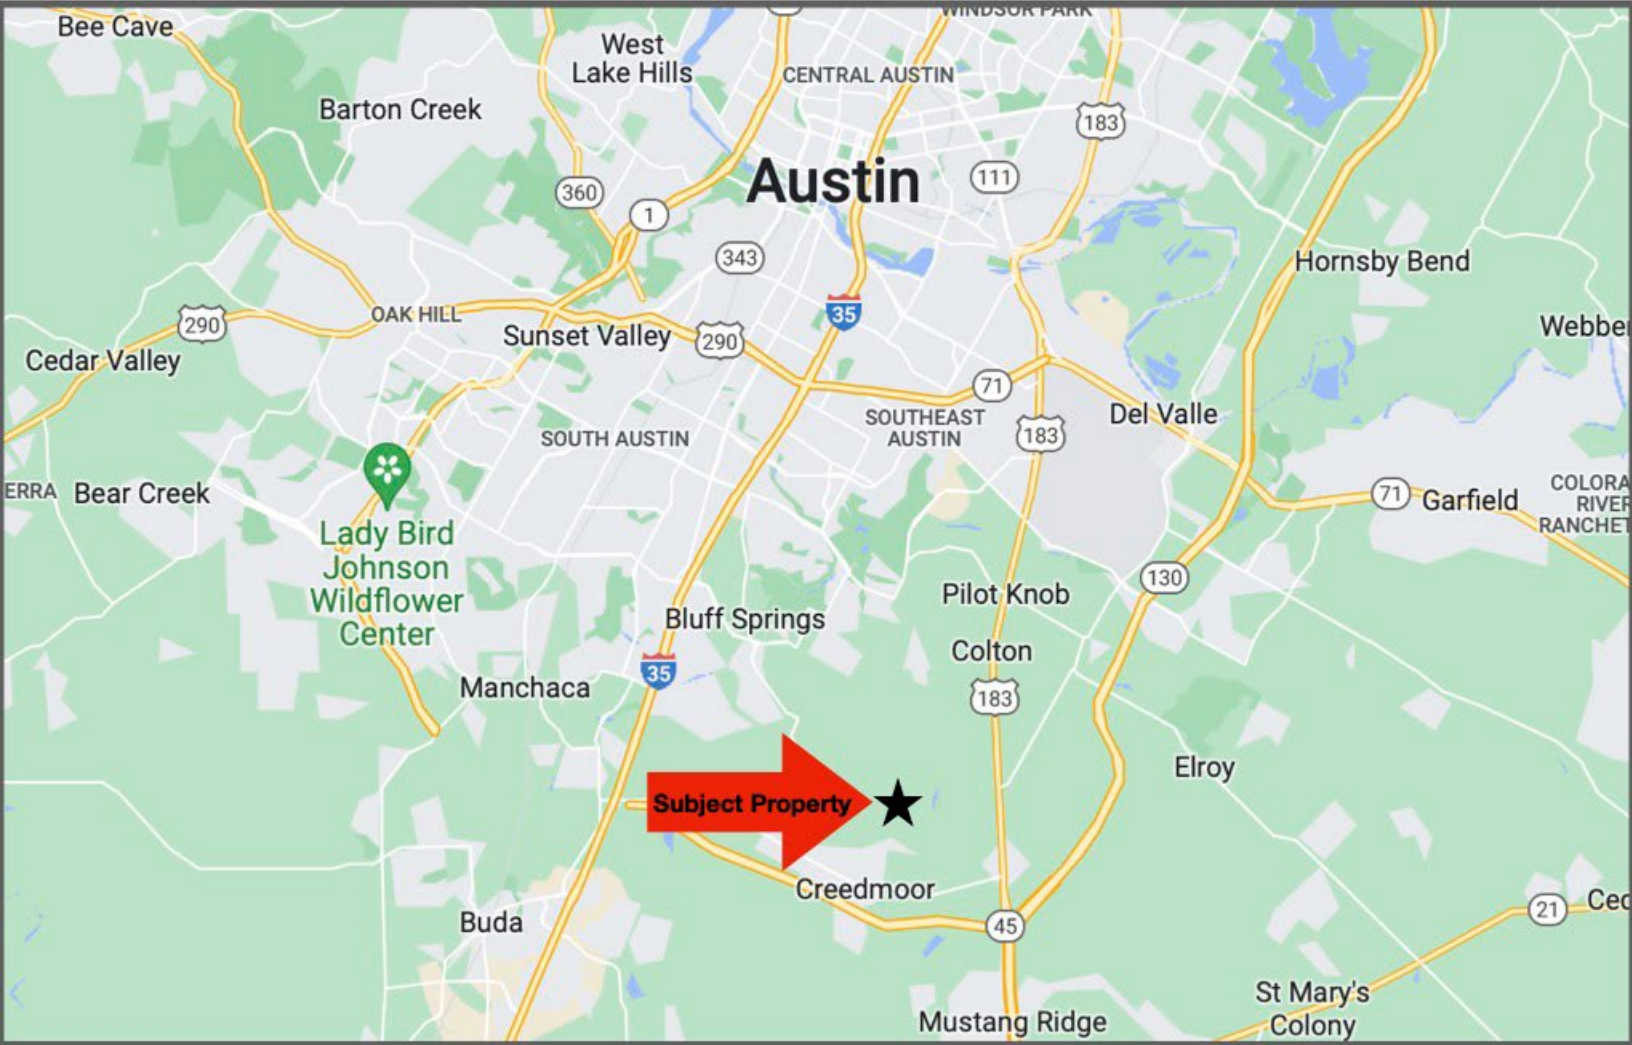 Bee Cave
WINDSOR PARK
West
Lake Hills
CENTRAL AUSTIN
Barton Creek
183
Austin
111
360
1
343
Hornsby Bend
35
OAK HILL
290
Sunset Valley
290
Webber
Cedar Valley
71
SOUTHEAST
AUSTIN
Del Valle
183
SOUTH AUSTIN
ERRA
Bear Creek
71
Garfield
COLORA
RIVER
RANCHET
Lady Bird
Johnson
Wildflower
Center
130
Pilot Knob
Bluff Springs
Colton
35
Manchaca
183
Elroy
Subject Property
Creedmoor
21
Ced
Buda
45
St Mary's
Colony
Mustang Ridge